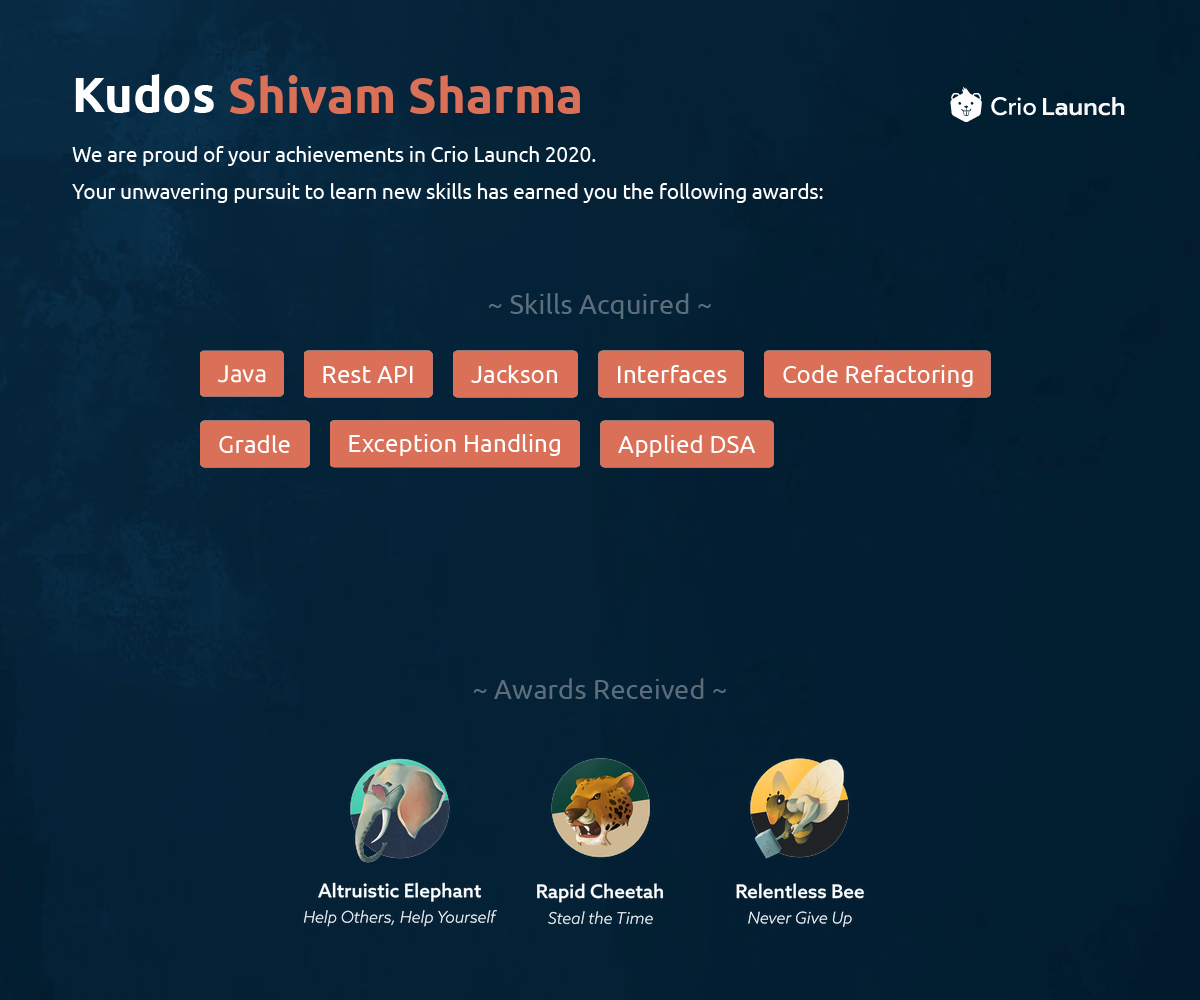 Kudos Shivam Sharma
Crio Launch
We are proud of your achievements in Crio Launch 2020.
Your unwavering pursuit to learn new skills has earned you the following awards:
~ Skills Acquired ~
Java Rest API Jackson Interfaces Code Refactoring
Gradle Exception Handling Applied DSA
~ Awards Received ~
Altruistic Elephant Rapid Cheetah Relentless Bee
Help Others, Help Yourself Steal the Time Never Give Up